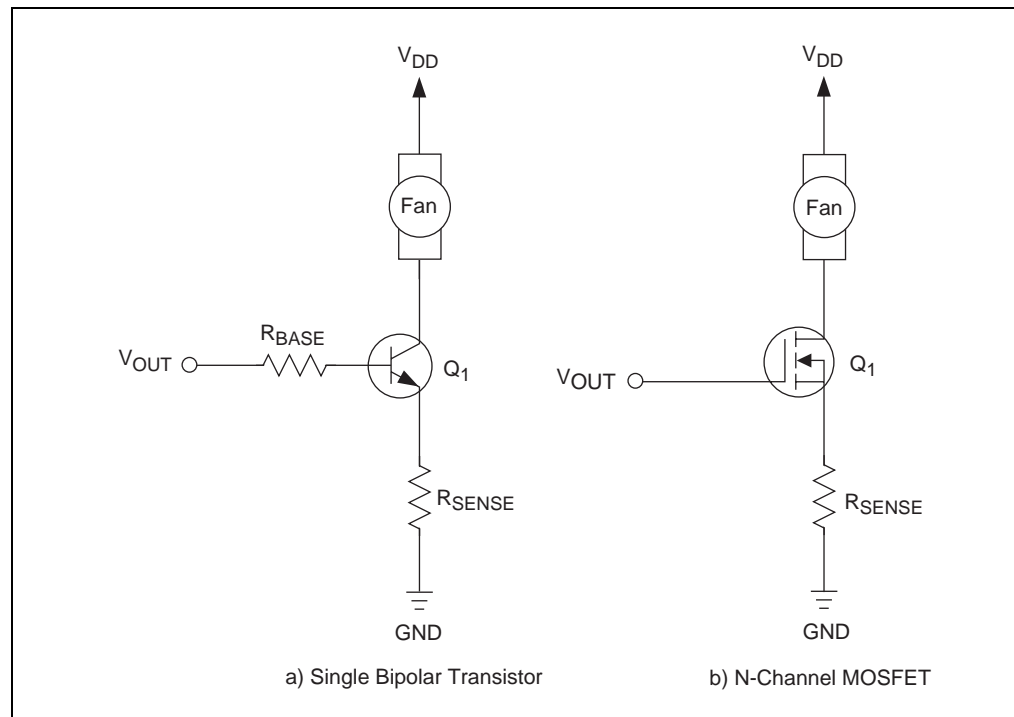 VDD
Fan
RBASE
VOUT
Q1
RSENSE
GND
a) Single Bipolar Transistor
VDD
Fan
Q1
VOUT
RSENSE
GND
b) N-Channel MOSFET